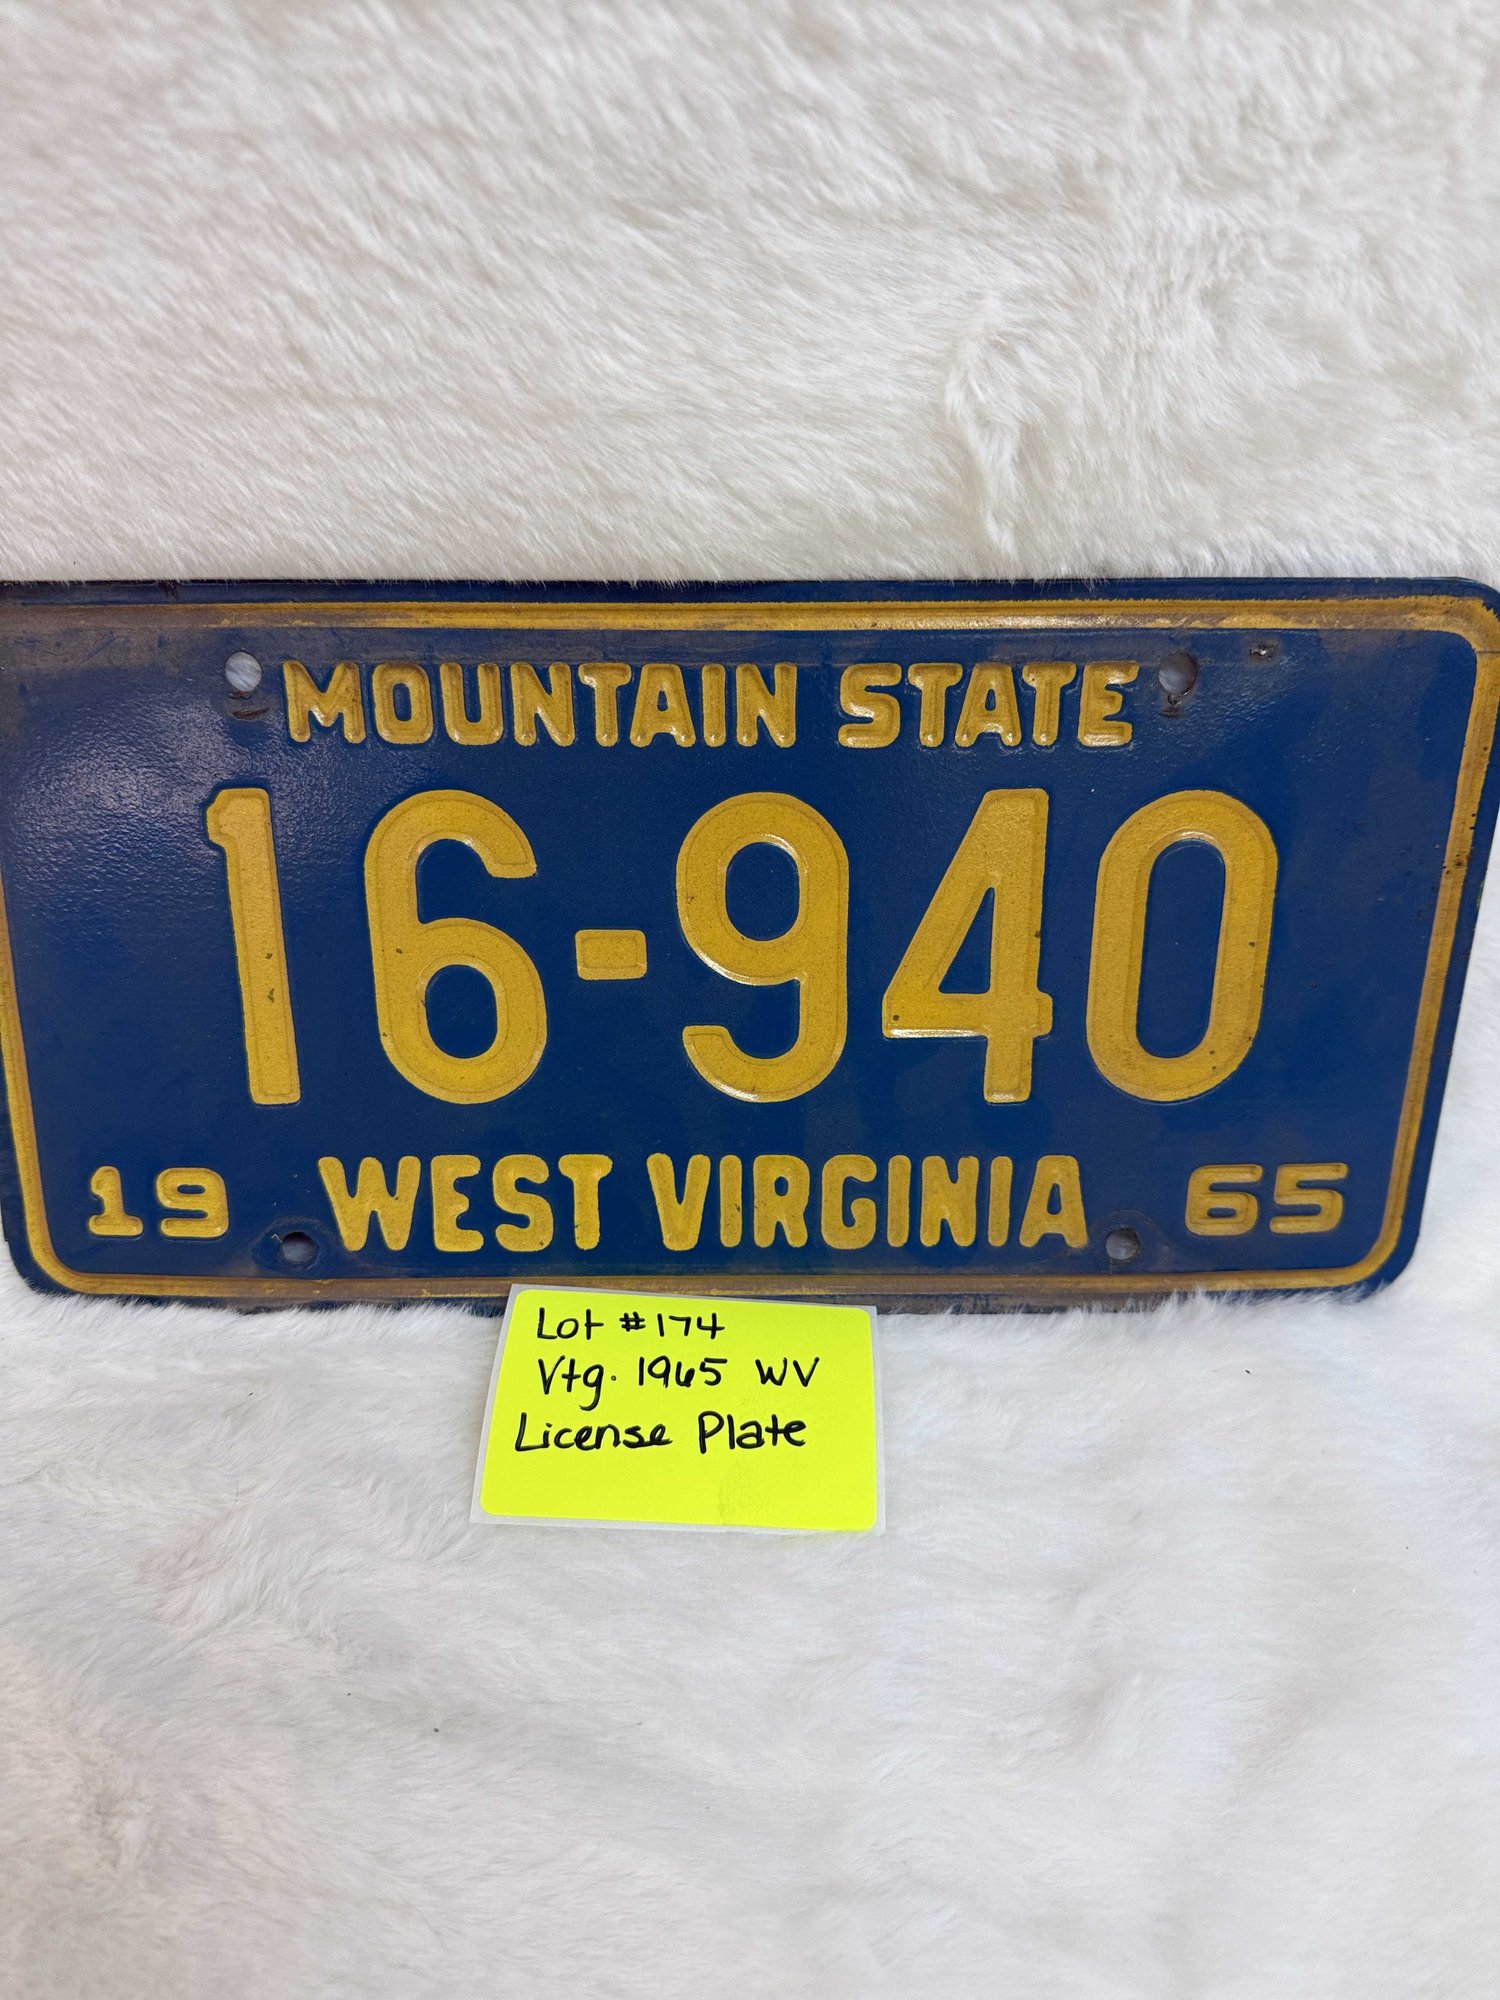 MOUNTAIN STATE
16-940
19 WEST VIRGINIA 65
Lot #174
Vtg. 1965 WV
License Plate